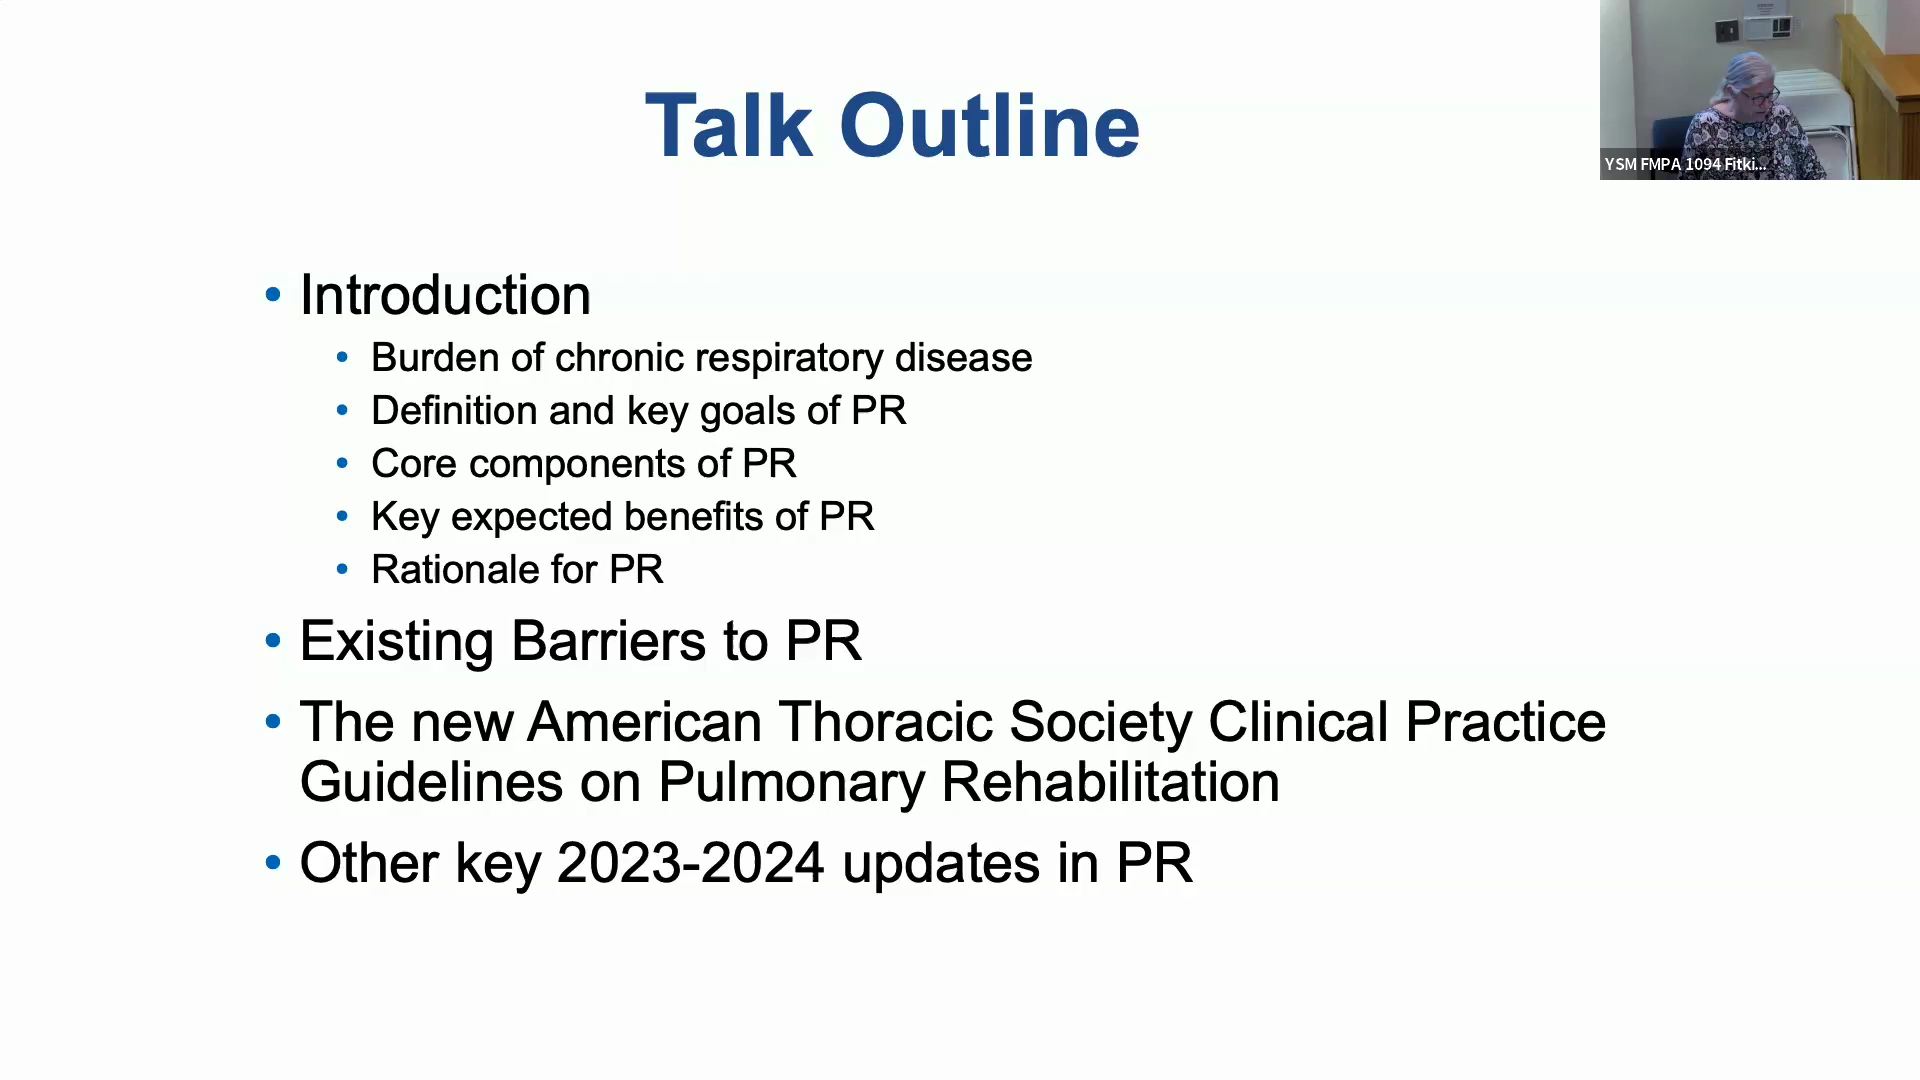 Talk Outline
YSM FMPA 1094 Fitki...
• Introduction
• Burden of chronic respiratory disease
• Definition and key goals of PR
• Core components of PR
• Key expected benefits of PR
• Rationale for PR
• Existing Barriers to PR
• The new American Thoracic Society Clinical Practice
Guidelines on Pulmonary Rehabilitation
• Other key 2023-2024 updates in PR